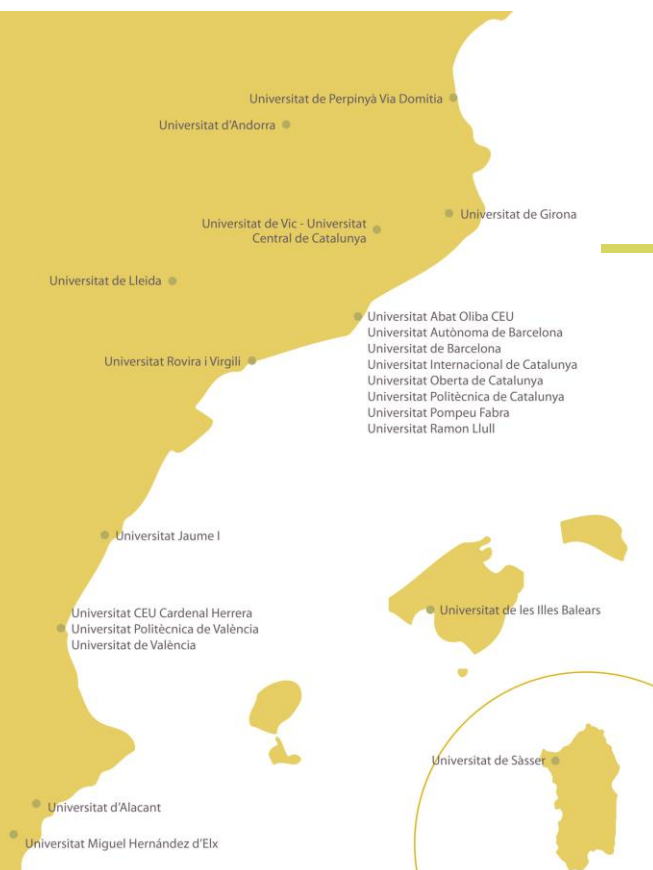 Universitat de Perpinyà Via Domitia
Universitat d'Andorra
Universitat de Girona
Universitat de Vic - Universitat
Central de Catalunya
Universitat de Lleida
Universitat Abat Oliba CEU
Universitat Autònoma de Barcelona
Universitat de Barcelona
Universitat Internacional de Catalunya
Universitat Oberta de Catalunya
Universitat Politècnica de Catalunya
Universitat Pompeu Fabra
Universitat Ramon Llull
Universitat Rovira i Virgili
Universitat Jaume I
Universitat CEU Cardenal Herrera
Universitat Politècnica de València
Universitat de València
Universitat de les Illes Balears
Universitat de Sàsser
Universitat d'Alacant
Universitat Miguel Hernández d'Elx